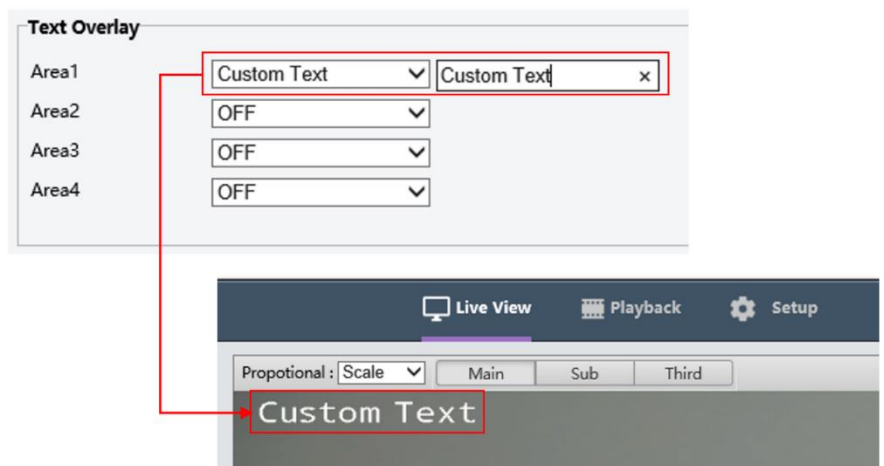 Text Overlay
Area1 Custom Text Custom Text ×
Area2 OFF
Area3 OFF
Area4 OFF
Live View Playback Setup
Propotional : Scale Main Sub Third
Custom Text